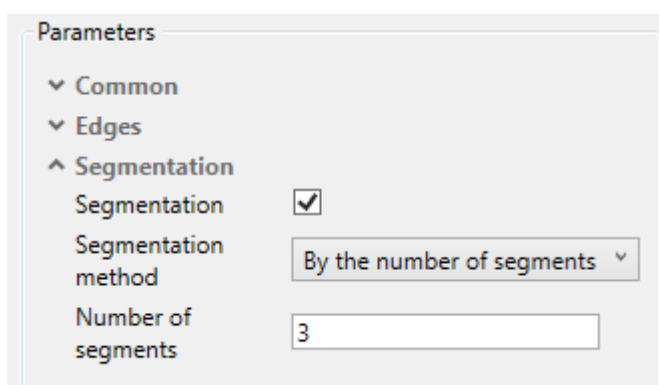 Parameters
Common
Edges
Segmentation
Segmentation
Segmentation
method
By the number of segments
Number of
segments
3